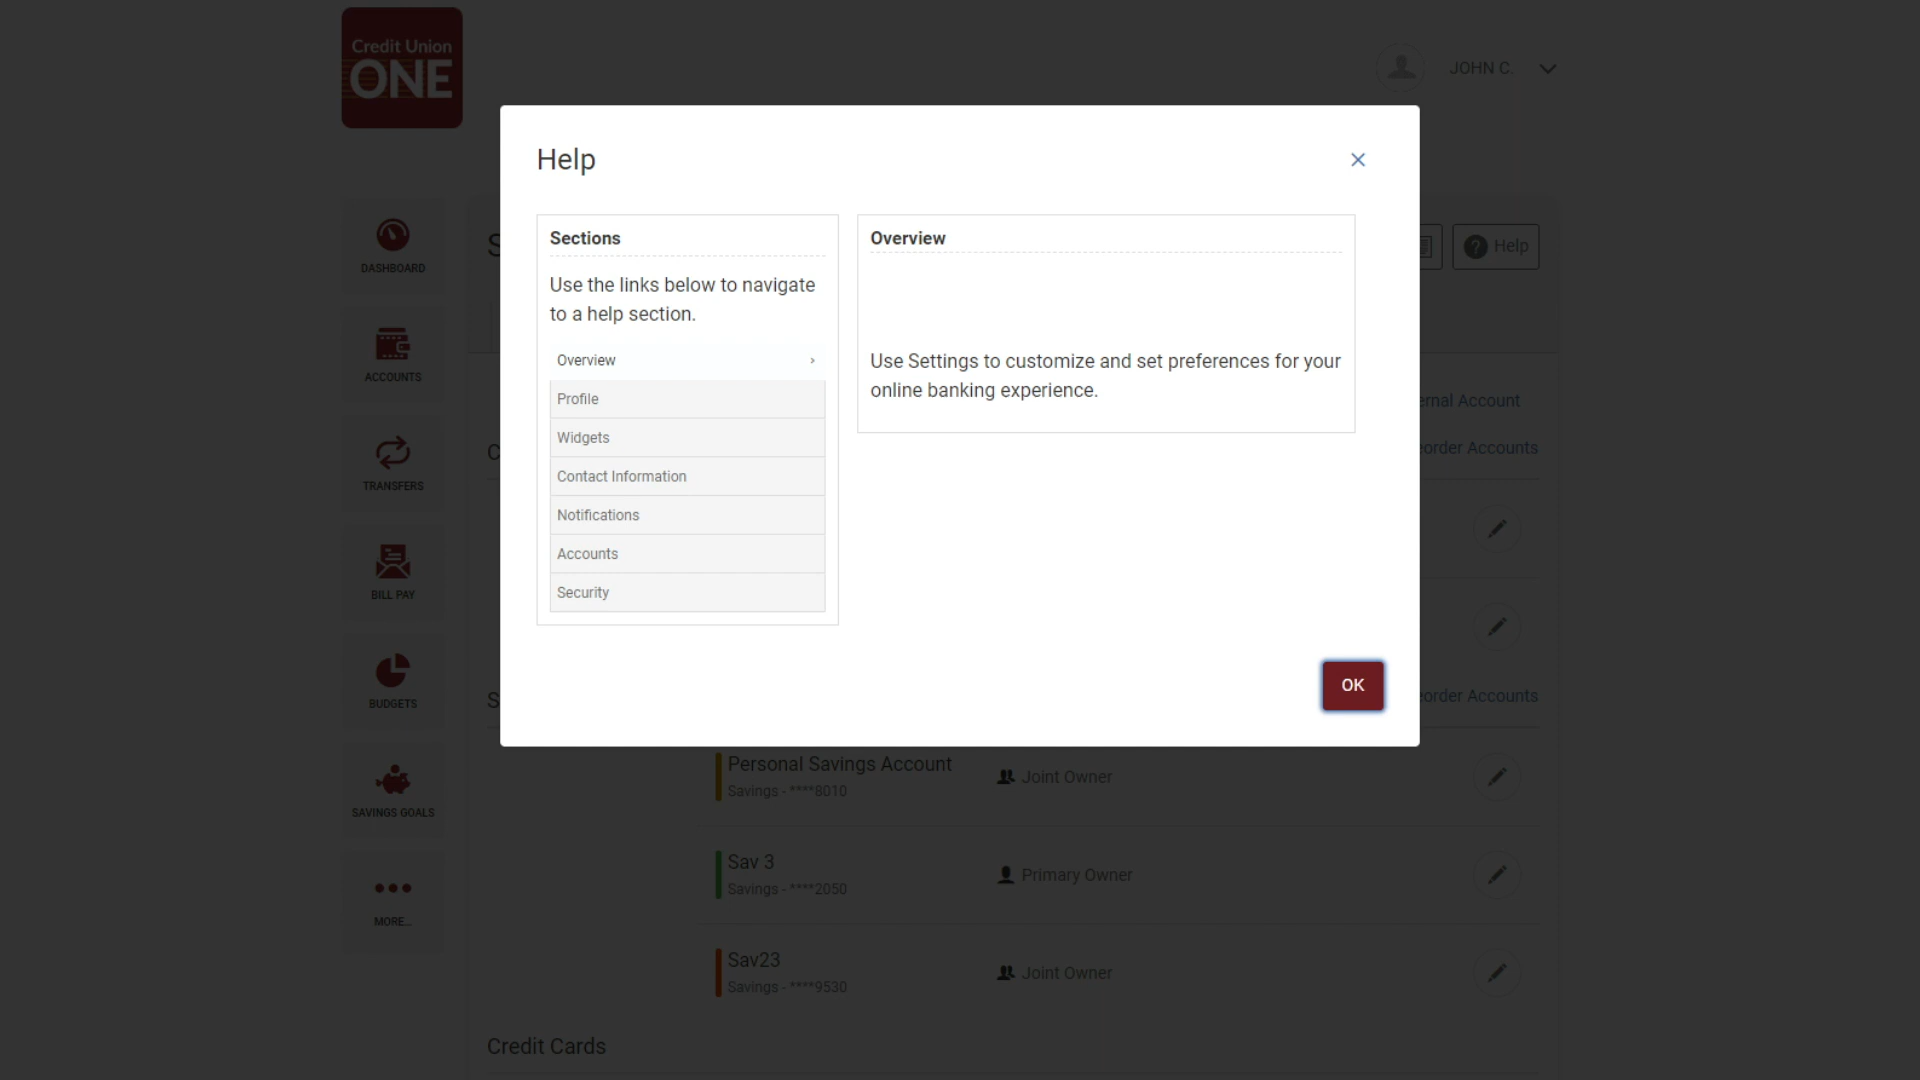 Credit Union
ONE
JOHN C.
Help
Sections
Use the links below to navigate
to a help section.
Overview
Profile
Widgets
Contact Information
Notifications
Accounts
Security
Overview
Use Settings to customize and set preferences for your
online banking experience.
OK
DASHBOARD
ACCOUNTS
TRANSFERS
BILL PAY
BUDGETS
SAVINGS GOALS
MORE...
Help
Account
Accounts
Accounts
Personal Savings Account
Savings - ****8010
Joint Owner
Sav 3
Savings - ****2050
Primary Owner
Sav23
Savings - ****9530
Joint Owner
Credit Cards